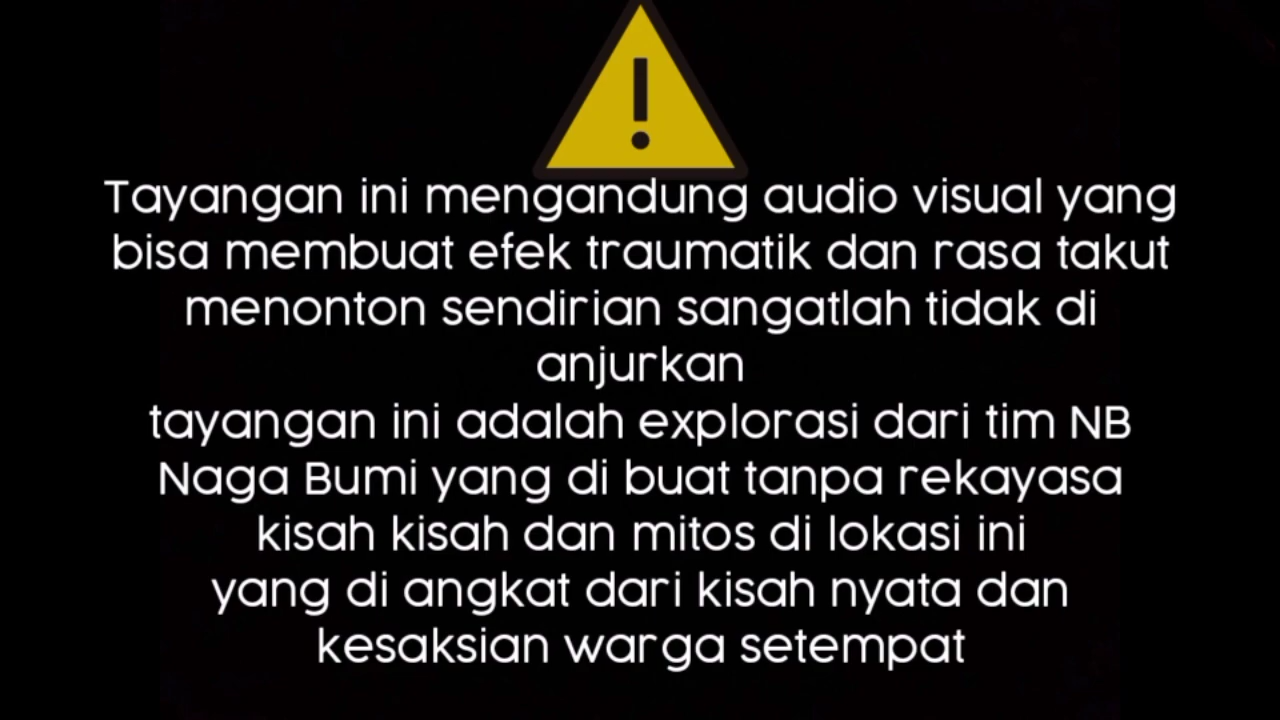 Tayangan ini mengandung audio visual yang
bisa membuat efek traumatik dan rasa takut
menonton sendirian sangatlah tidak di
anjurkan
tayangan ini adalah explorasi dari tim NB
Naga Bumi yang di buat tanpa rekayasa
kisah kisah dan mitos di lokasi ini
yang di angkat dari kisah nyata dan
kesaksian warga setempat